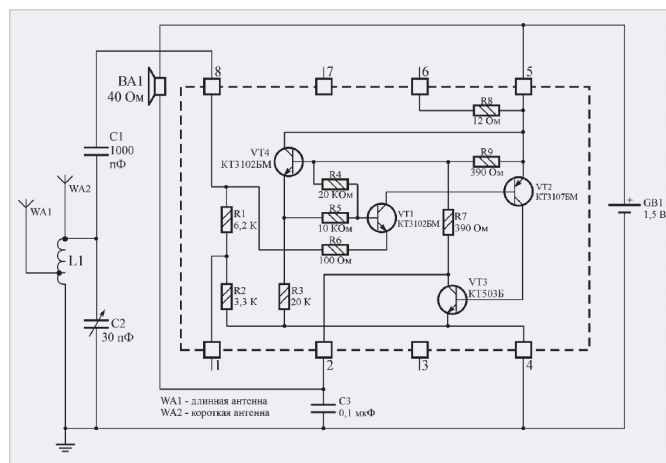 BA1
40 Ом
8
7
6
5
R8
12 Ом
C1
1000
пФ
VT4
КТ3102БМ
R9
390 Ом
R4
20 КОм
VT2
КТ3107БМ
GB1
+
1,5 В
WA2
WA1
R1
6,2 К
R5
10 КОм
VT1
КТ3102БМ
R7
390 Ом
R6
100 Ом
L1
VT3
КТ503Б
R2
3,3 К
R3
20 К
C2
30 пФ
1
2
3
4
WA1 - длинная антенна
WA2 - короткая антенна
C3
0,1 мкФ